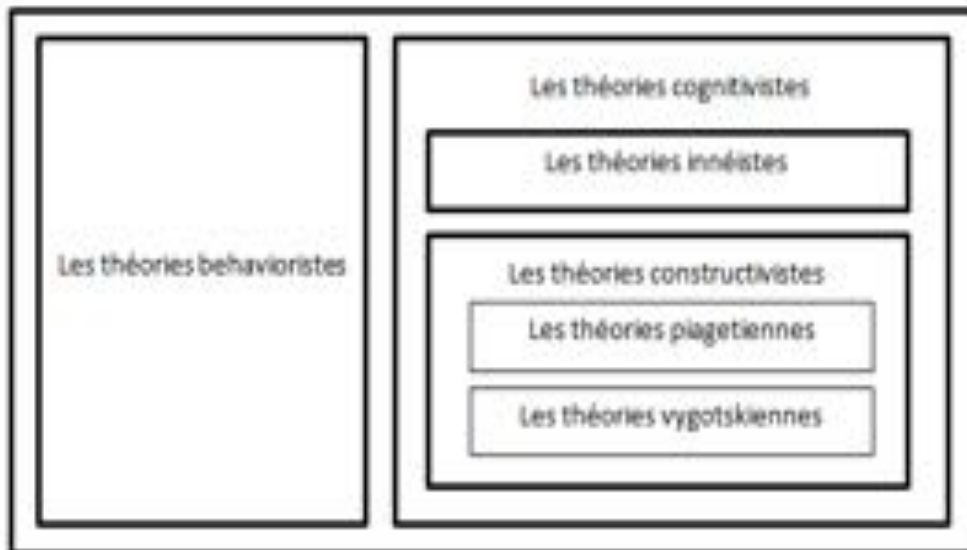 Les théories behavioristes
Les théories cognitivistes
Les théories innéistes
Les théories constructivistes
Les théories piagetiennes
Les théories vygotskiennes